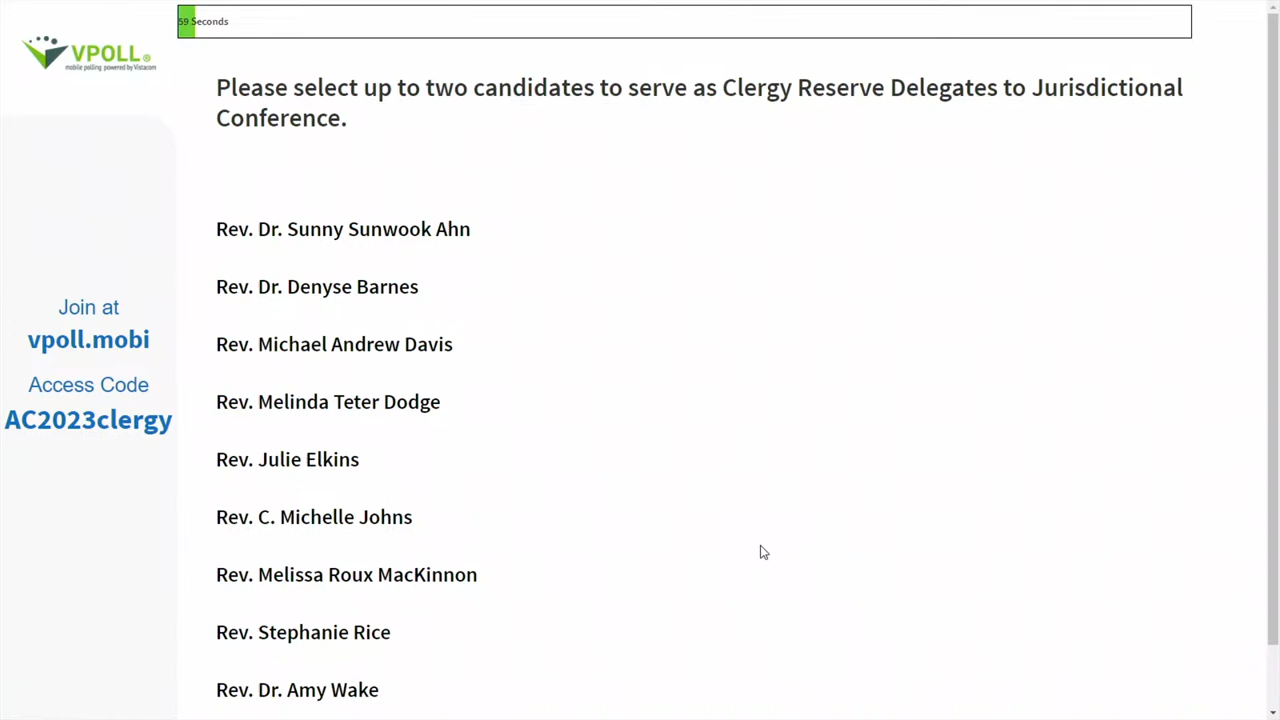 59 Seconds
VPOLL®
mobile polling powered by Vistacom
Please select up to two candidates to serve as Clergy Reserve Delegates to Jurisdictional
Conference.
Rev. Dr. Sunny Sunwook Ahn
Rev. Dr. Denyse Barnes
Rev. Michael Andrew Davis
Rev. Melinda Teter Dodge
Rev. Julie Elkins
Rev. C. Michelle Johns
Rev. Melissa Roux MacKinnon
Rev. Stephanie Rice
Rev. Dr. Amy Wake
Join at
vpoll.mobi
Access Code
AC2023clergy